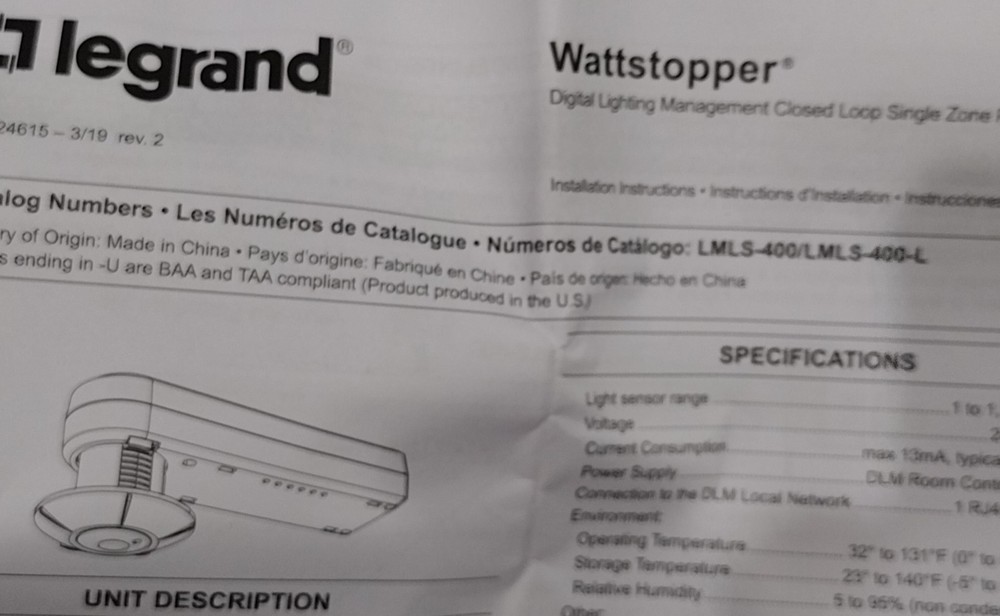 legrand®
24615 – 3/19 rev. 2
Wattstopper®
Digital Lighting Management Closed Loop Single Zone
Installation Instructions • Instructions d'Installation • Instrucciones
alog Numbers • Les Numéros de Catalogue • Números de Catálogo: LMLS-400/LMLS-400-L
ry of Origin: Made in China • Pays d'origine: Fabriqué en Chine • País de origen: Hecho en China
s ending in -U are BAA and TAA compliant (Product produced in the U.S.)
UNIT DESCRIPTION
SPECIFICATIONS
Light sensor range 1 to
Voltage 2
Current Consumption max 13mA, typica
Power Supply DLM Room Cont
Connection to the DLM Local Network 1 RJ4
Environment:
Operating Temperature 32° to 131°F (0° to
Storage Temperature 23° to 140°F (-5° to
Relative Humidity 5 to 95% (non conde
Other: